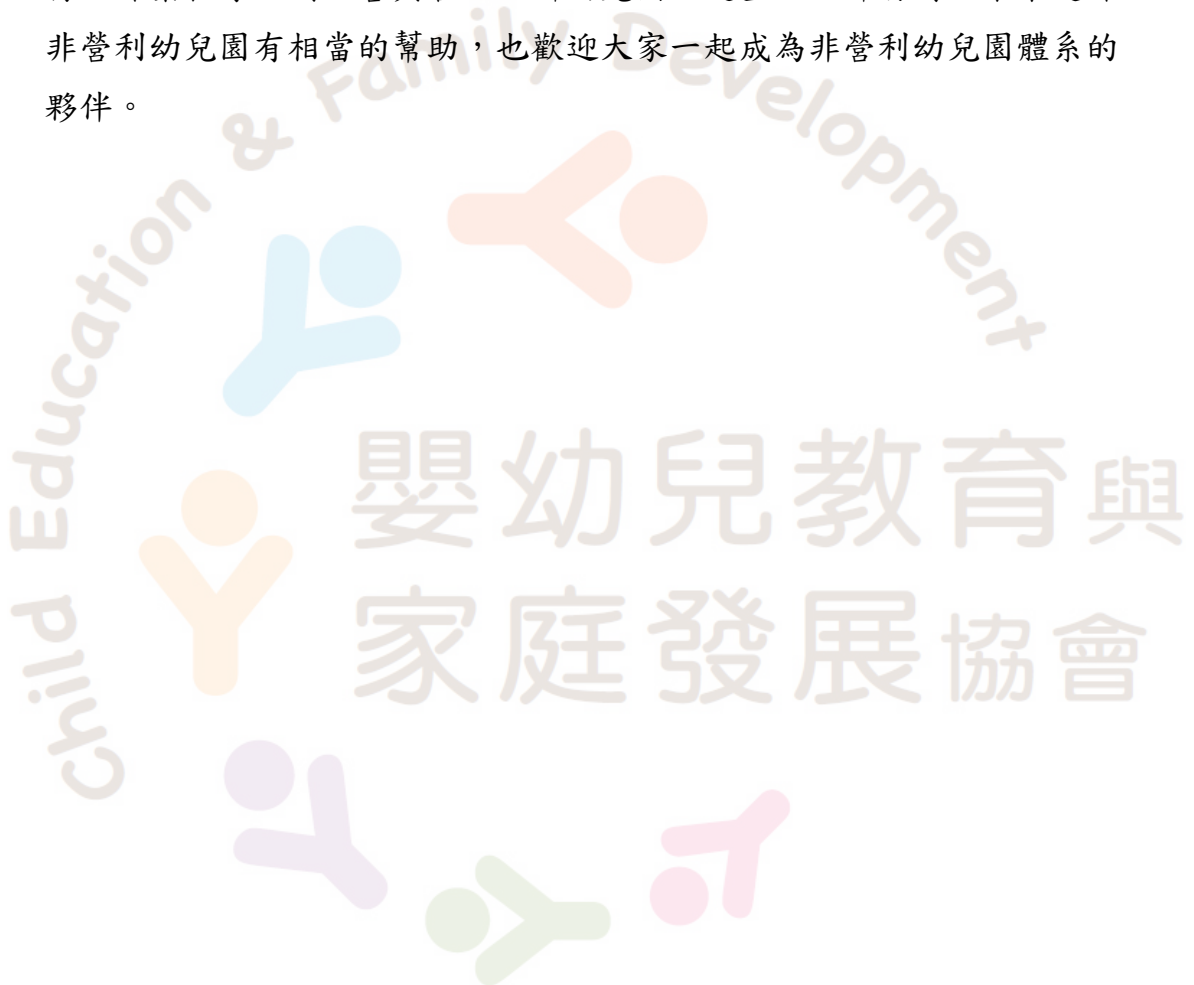 非營利幼兒園有相當的幫助，也歡迎大家一起成為非營利幼兒園體系的
夥伴。
Child Education & Family Development
嬰幼兒教育與
家庭發展協會